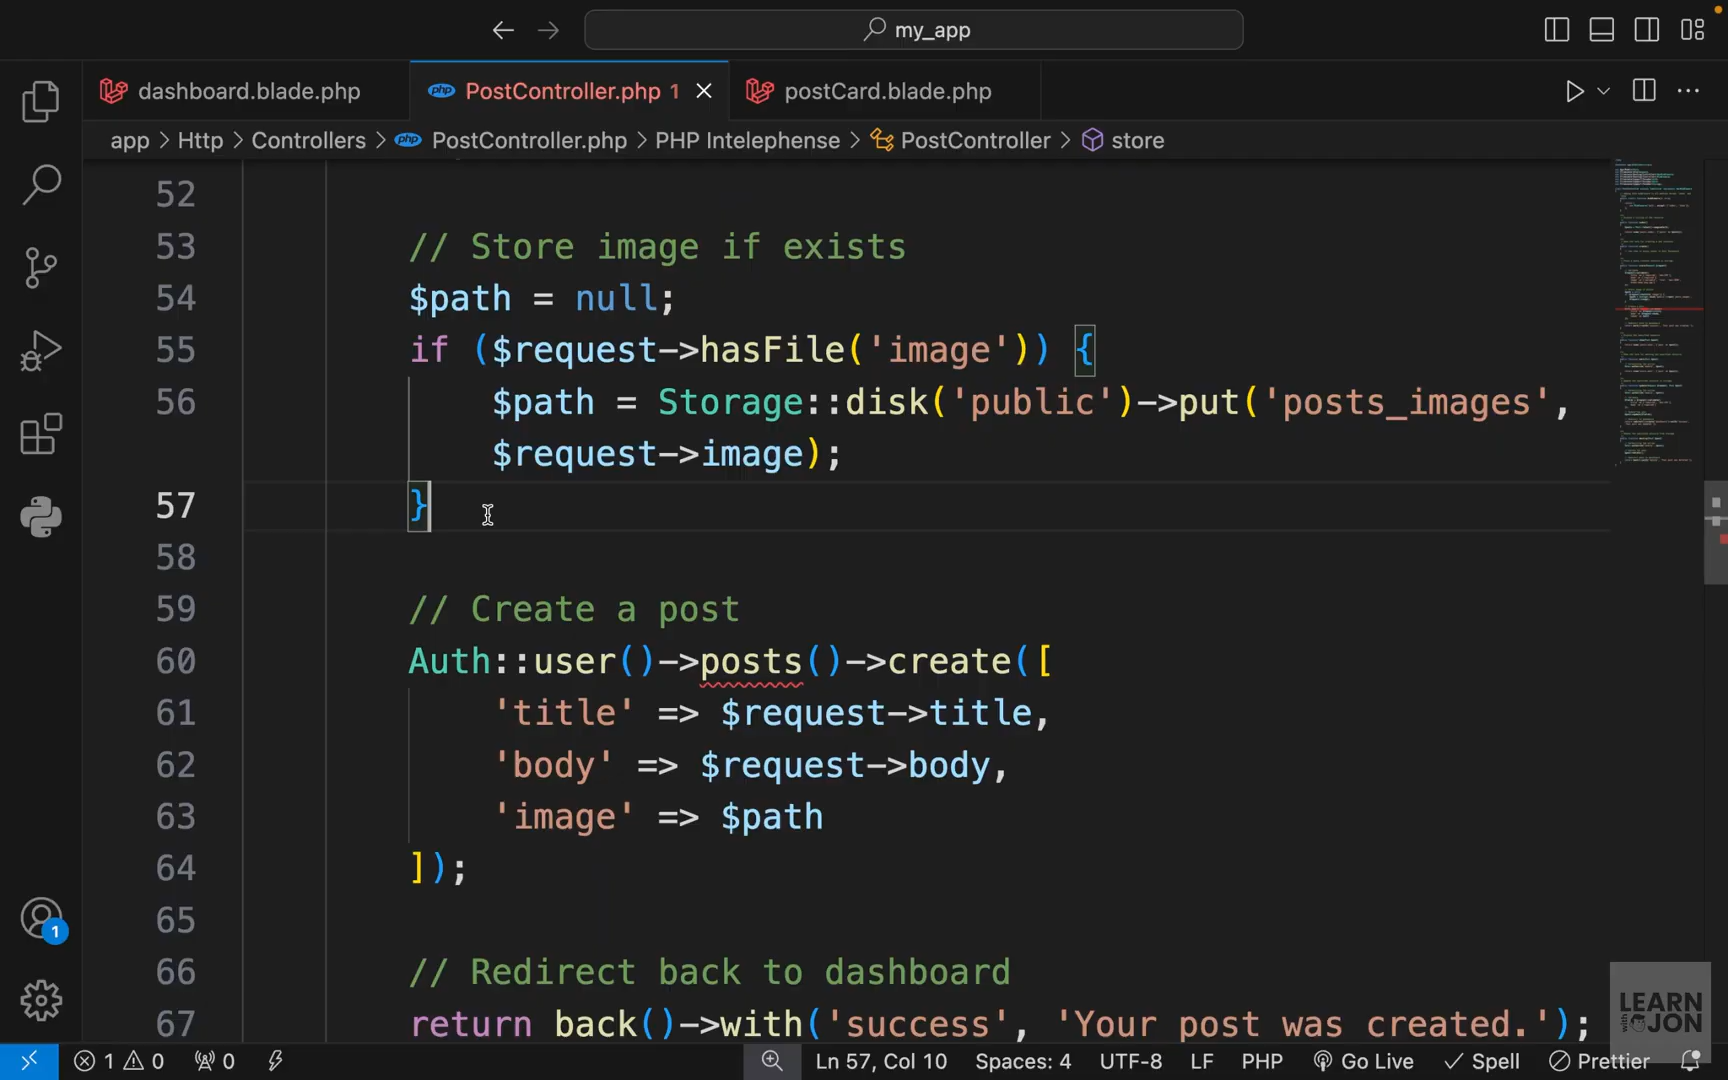 my_app
dashboard.blade.php
PostController.php 1
postCard.blade.php
app > Http > Controllers > PostController.php > PHP Intelephense > PostController > store
52
53 // Store image if exists
54 $path = null;
55 if ($request->hasFile('image')) {
56 $path = Storage::disk('public')->put('posts_images',
$request->image);
57 }
58
59 // Create a post
60 Auth::user()->posts()->create([
61 'title' => $request->title,
62 'body' => $request->body,
63 'image' => $path
64 ]);
65
66 // Redirect back to dashboard
67 return back()->with('success', 'Your post was created.');
1
LEARN
with JON
1 0 0 Ln 57, Col 10 Spaces: 4 UTF-8 LF PHP Go Live Spell Prettier